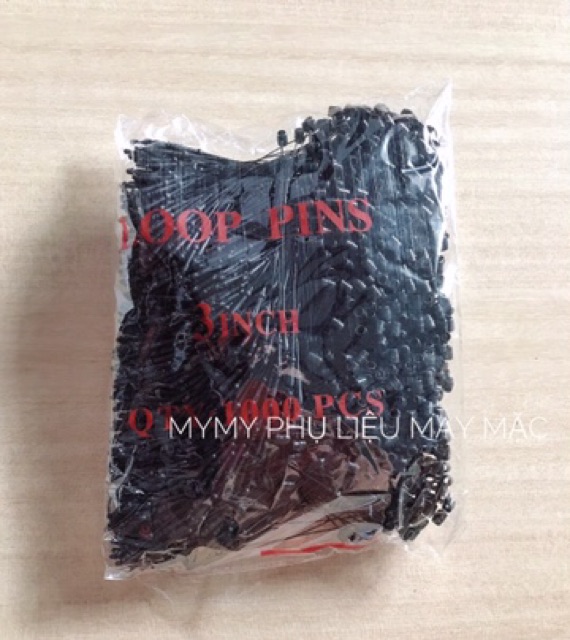 LOOP PINS
3INCH
QTY 1000 PCS
MYMY PHỤ LIỆU MAY MẶC